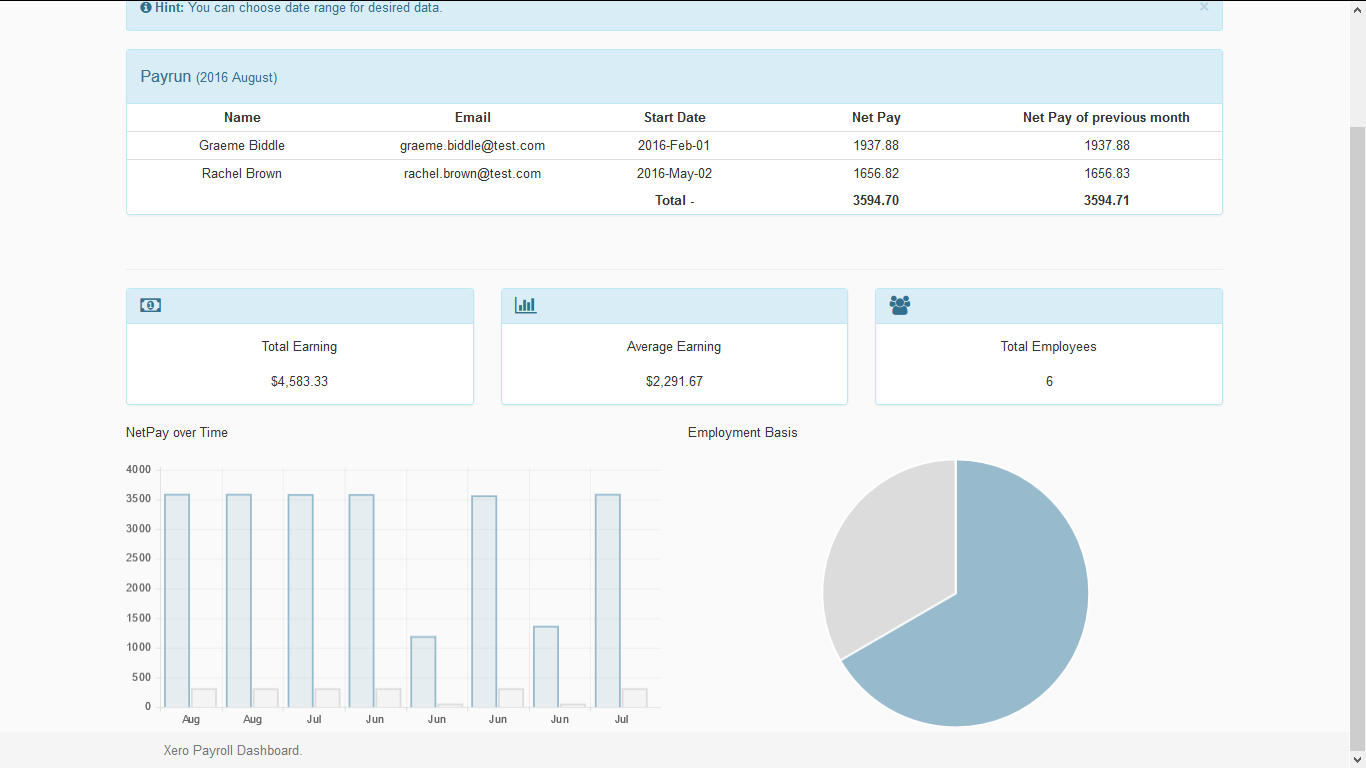 Hint: You can choose date range for desired data. ×
Payrun (2016 August)
Name Email Start Date Net Pay Net Pay of previous month
Graeme Biddle graeme.biddle@test.com 2016-Feb-01 1937.88 1937.88
Rachel Brown rachel.brown@test.com 2016-May-02 1656.82 1656.83
Total - 3594.70 3594.71
Total Earning Average Earning Total Employees
$4,583.33 $2,291.67 6
NetPay over Time Employment Basis
4000
3500
3000
2500
2000
1500
1000
500
0
Aug Aug Jul Jun Jun Jun Jun Jul
Xero Payroll Dashboard.